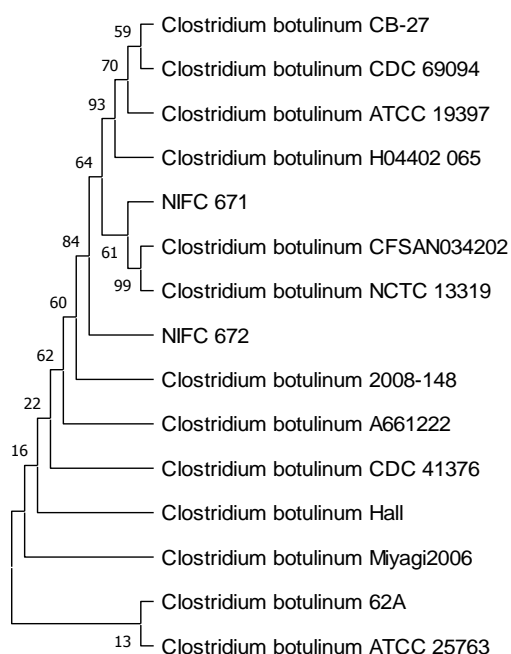 59
Clostridium botulinum CB-27
70
Clostridium botulinum CDC 69094
93
Clostridium botulinum ATCC 19397
64
Clostridium botulinum H04402 065
NIFC 671
84
61
Clostridium botulinum CFSAN034202
99
Clostridium botulinum NCTC 13319
60
NIFC 672
62
Clostridium botulinum 2008-148
22
Clostridium botulinum A661222
16
Clostridium botulinum CDC 41376
Clostridium botulinum Hall
Clostridium botulinum Miyagi2006
Clostridium botulinum 62A
13
Clostridium botulinum ATCC 25763